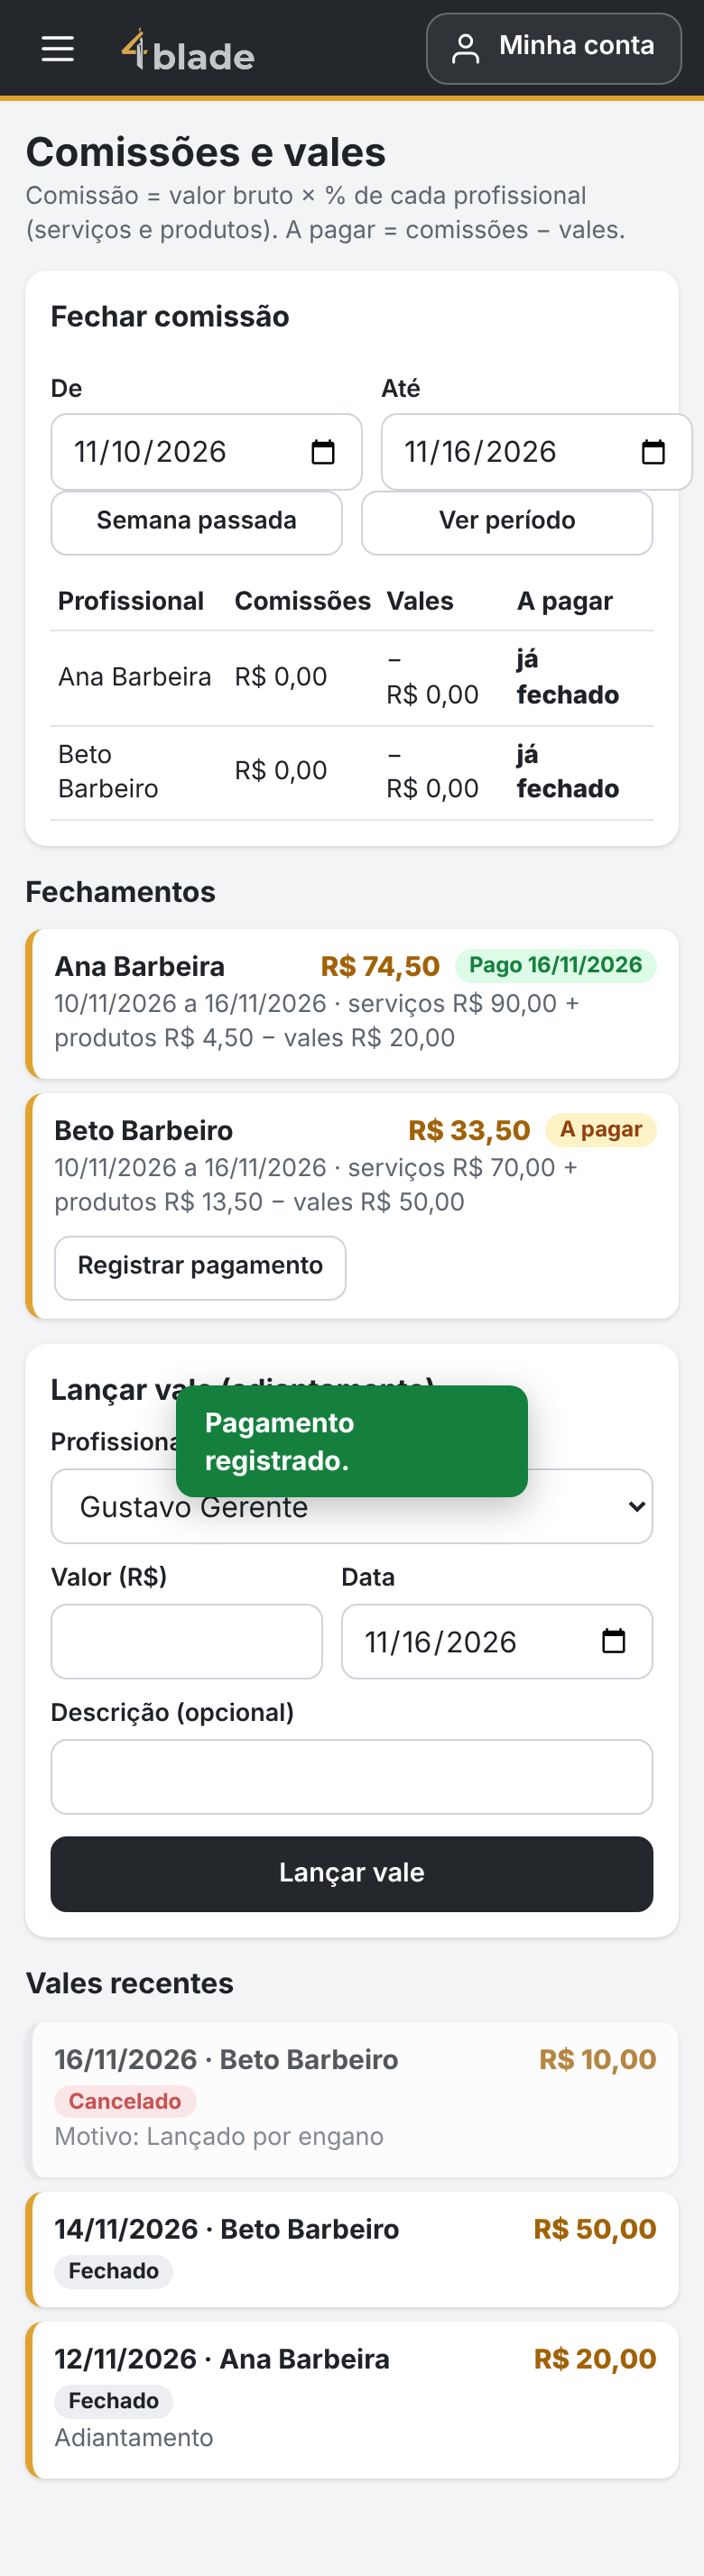 4blade
Minha conta
Comissões e vales
Comissão = valor bruto × % de cada profissional
(serviços e produtos). A pagar = comissões − vales.
Fechar comissão
De
Até
11/10/2026
11/16/2026
Semana passada
Ver período
Profissional Comissões Vales A pagar
Ana Barbeira R$ 0,00 − R$ 0,00 já fechado
Beto Barbeiro R$ 0,00 − R$ 0,00 já fechado
Fechamentos
Ana Barbeira R$ 74,50 Pago 16/11/2026
10/11/2026 a 16/11/2026 · serviços R$ 90,00 +
produtos R$ 4,50 − vales R$ 20,00
Beto Barbeiro R$ 33,50 A pagar
10/11/2026 a 16/11/2026 · serviços R$ 70,00 +
produtos R$ 13,50 − vales R$ 50,00
Registrar pagamento
Lançar vale (adiantamento)
Pagamento
registrado.
Gustavo Gerente
Valor (R$)
Data
11/16/2026
Descrição (opcional)
Lançar vale
Vales recentes
16/11/2026 · Beto Barbeiro R$ 10,00
Cancelado
Motivo: Lançado por engano
14/11/2026 · Beto Barbeiro R$ 50,00
Fechado
12/11/2026 · Ana Barbeira R$ 20,00
Fechado
Adiantamento